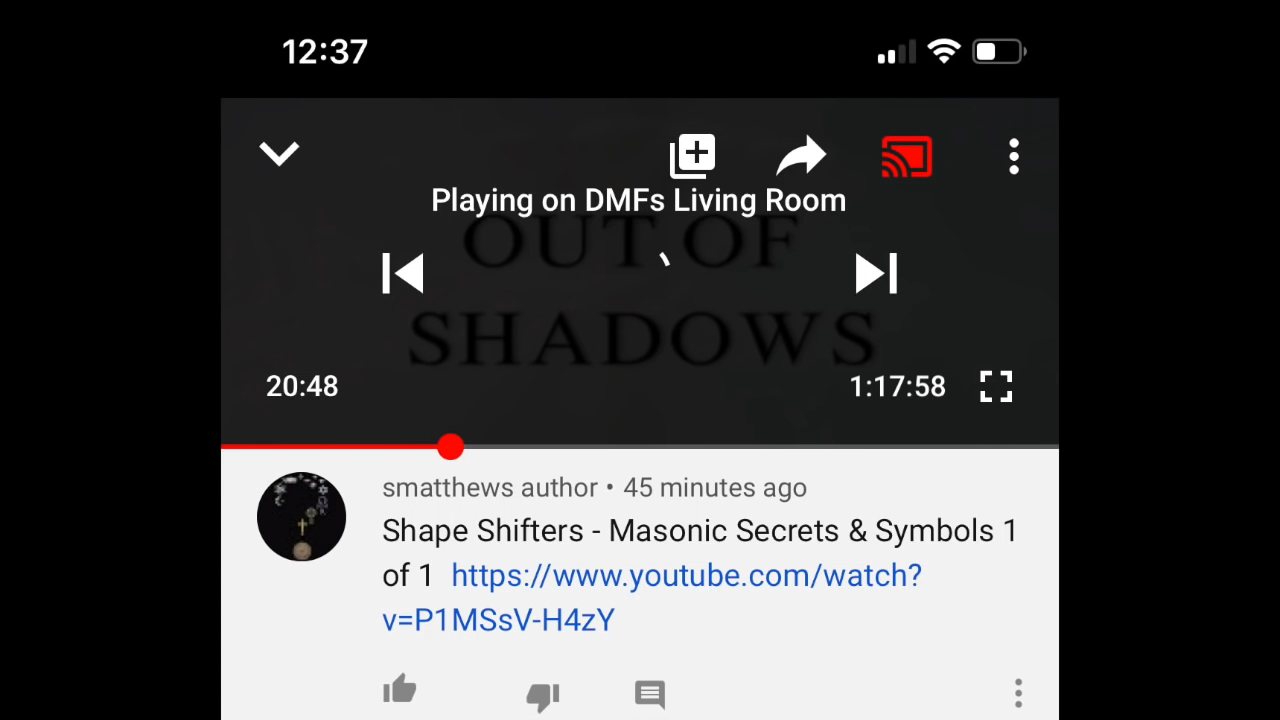 12:37
Playing on DMFs Living Room
OUT OF
SHADOWS
20:48
1:17:58
smatthews author • 45 minutes ago
Shape Shifters - Masonic Secrets & Symbols 1
of 1 https://www.youtube.com/watch?
v=P1MSsV-H4zY